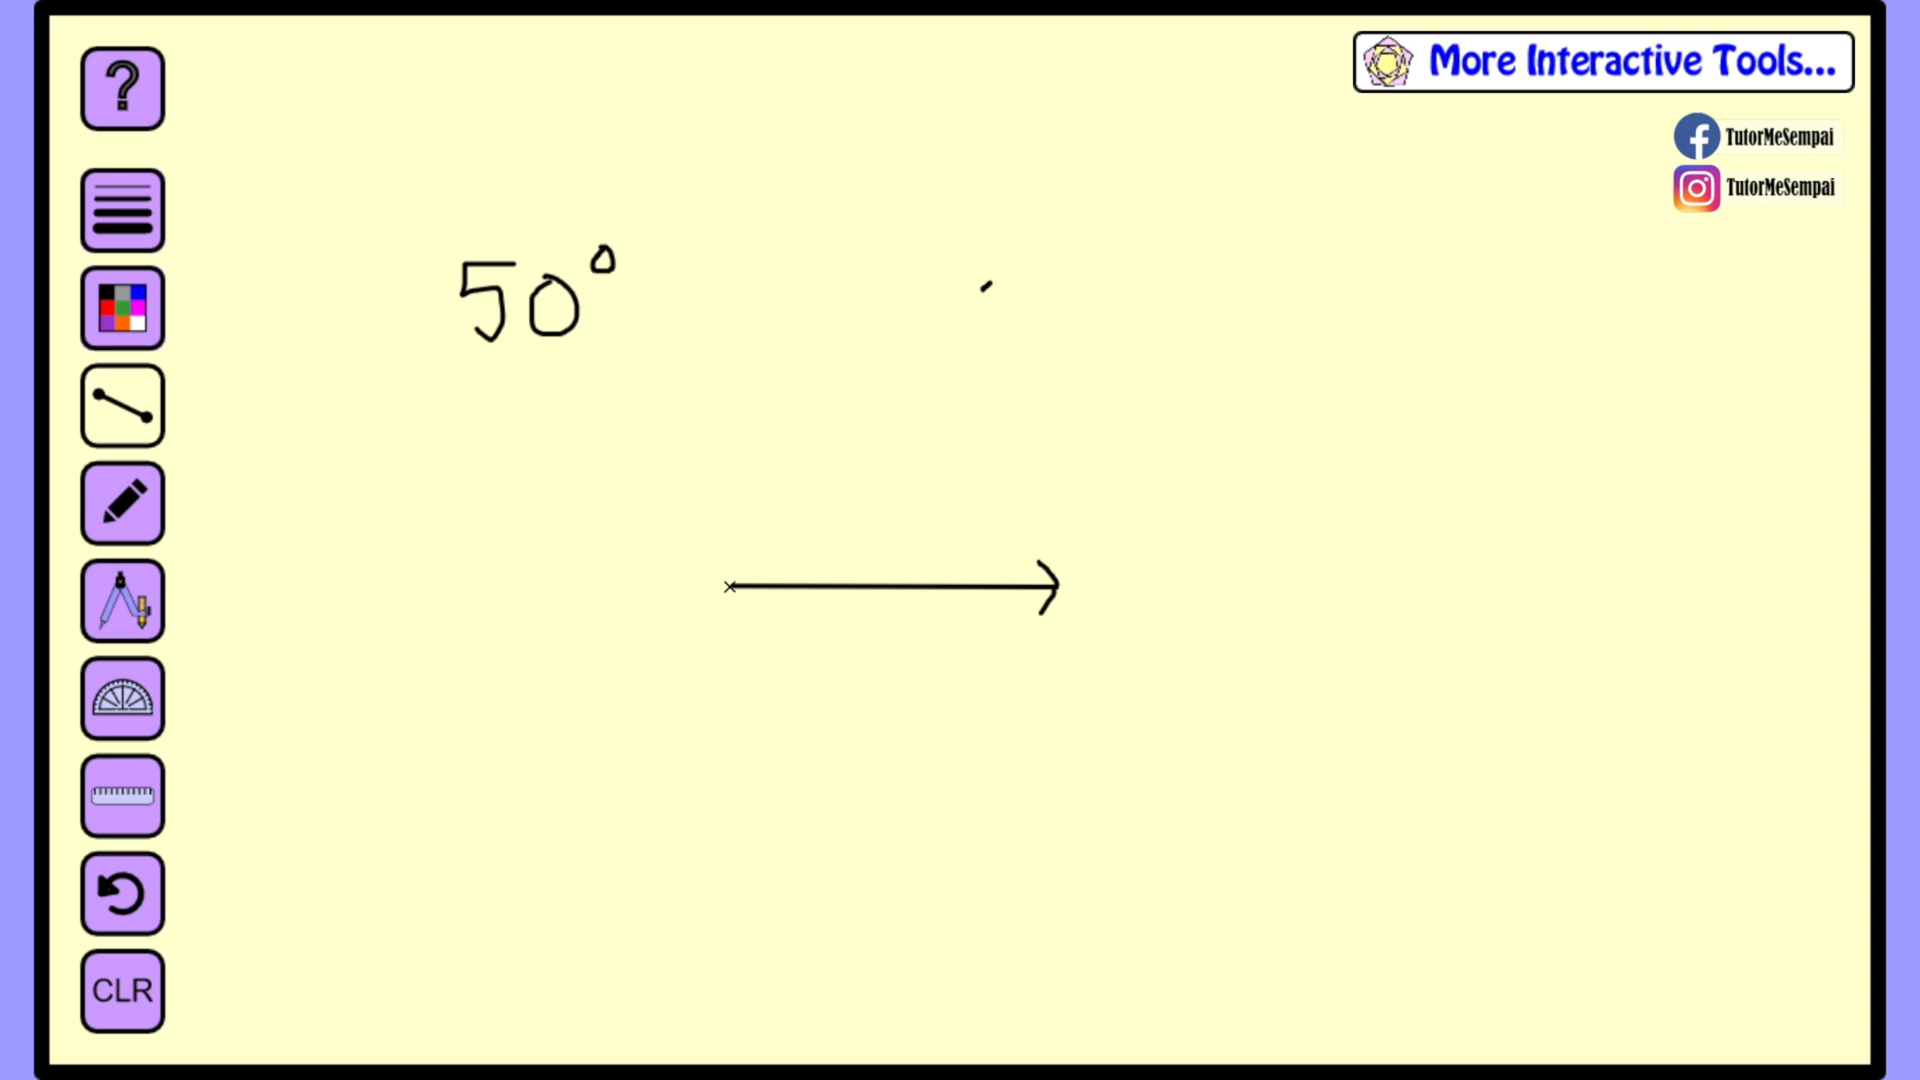 ?
More Interactive Tools...
TutorMeSempai
TutorMeSempai
50°
CLR